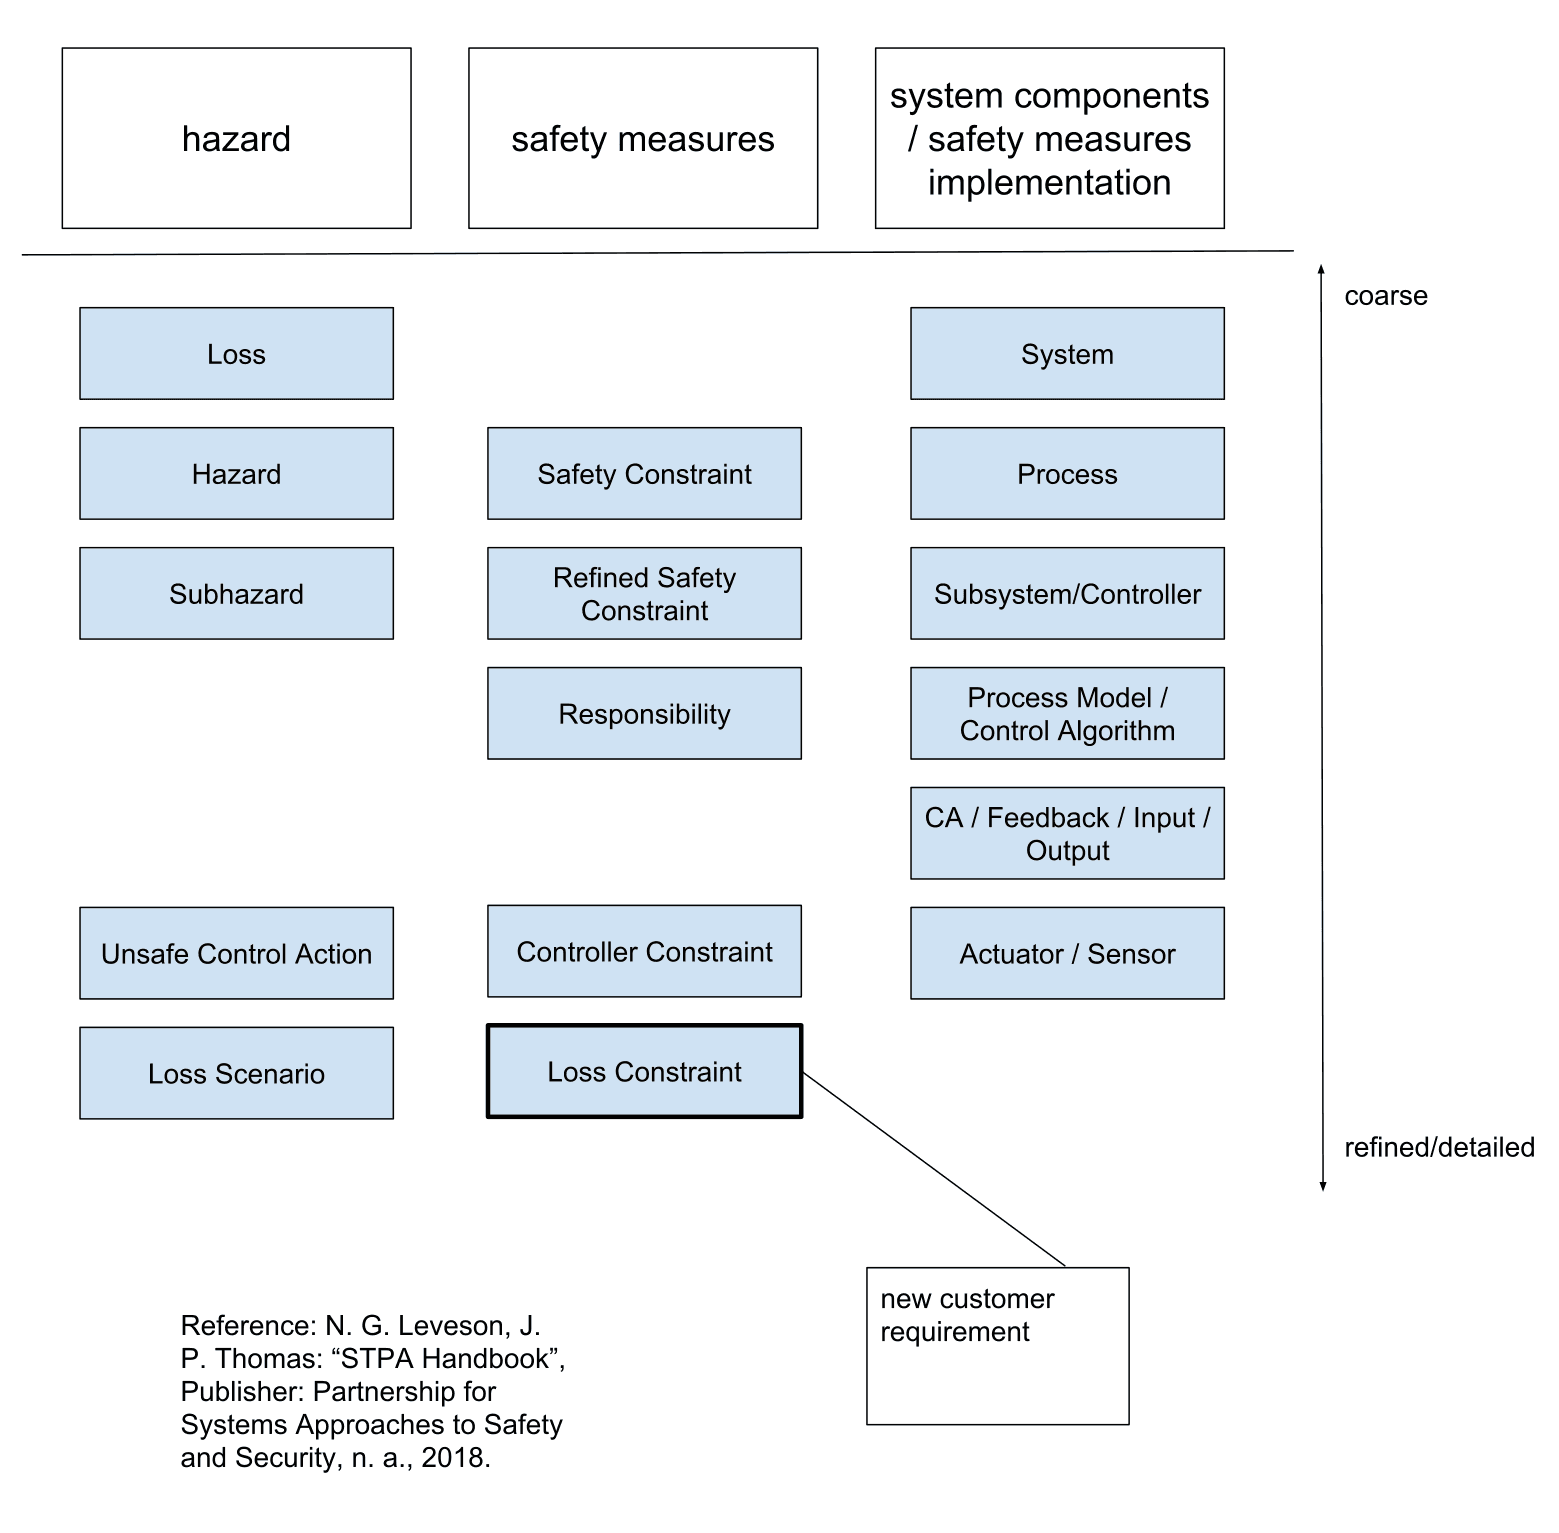 hazard
safety measures
system components
/ safety measures
implementation
coarse
Loss
System
Hazard
Safety Constraint
Process
Subhazard
Refined Safety
Constraint
Subsystem/Controller
Responsibility
Process Model /
Control Algorithm
CA / Feedback / Input /
Output
Unsafe Control Action
Controller Constraint
Actuator / Sensor
Loss Scenario
Loss Constraint
refined/detailed
new customer
requirement
Reference: N. G. Leveson, J.
P. Thomas: “STPA Handbook”,
Publisher: Partnership for
Systems Approaches to Safety
and Security, n. a., 2018.